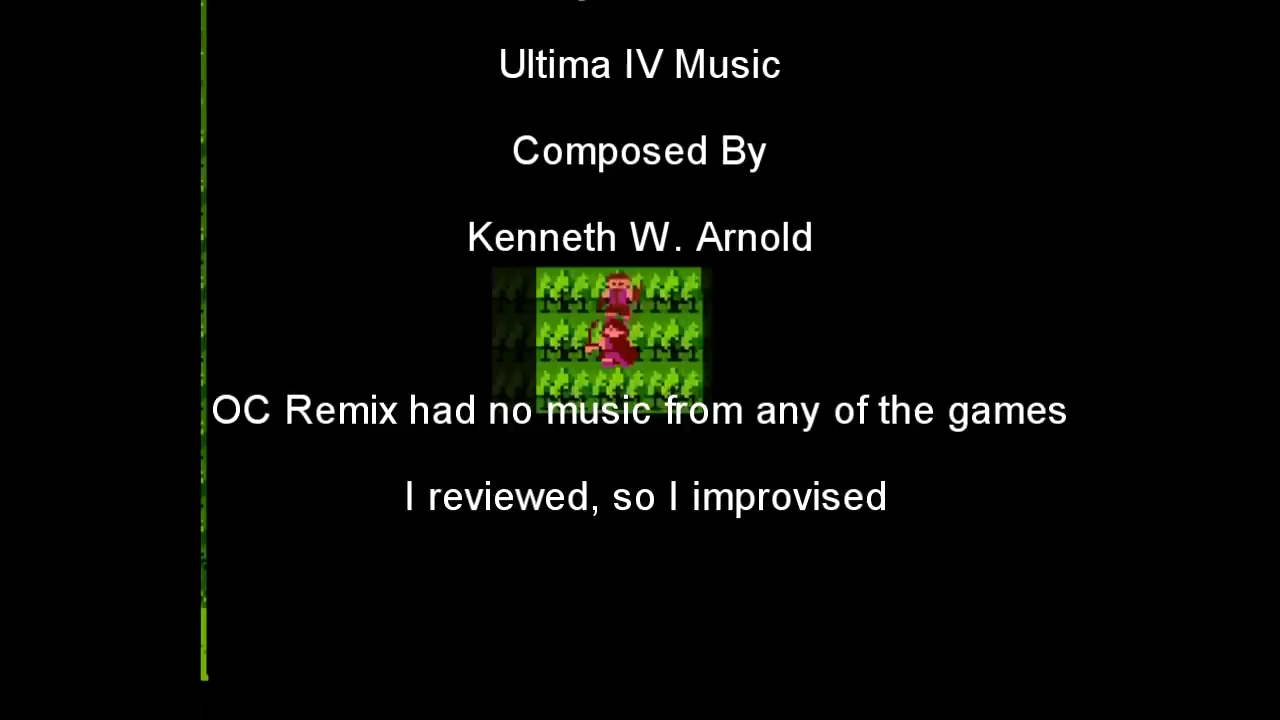 Ultima IV Music
Composed By
Kenneth W. Arnold
OC Remix had no music from any of the games
I reviewed, so I improvised